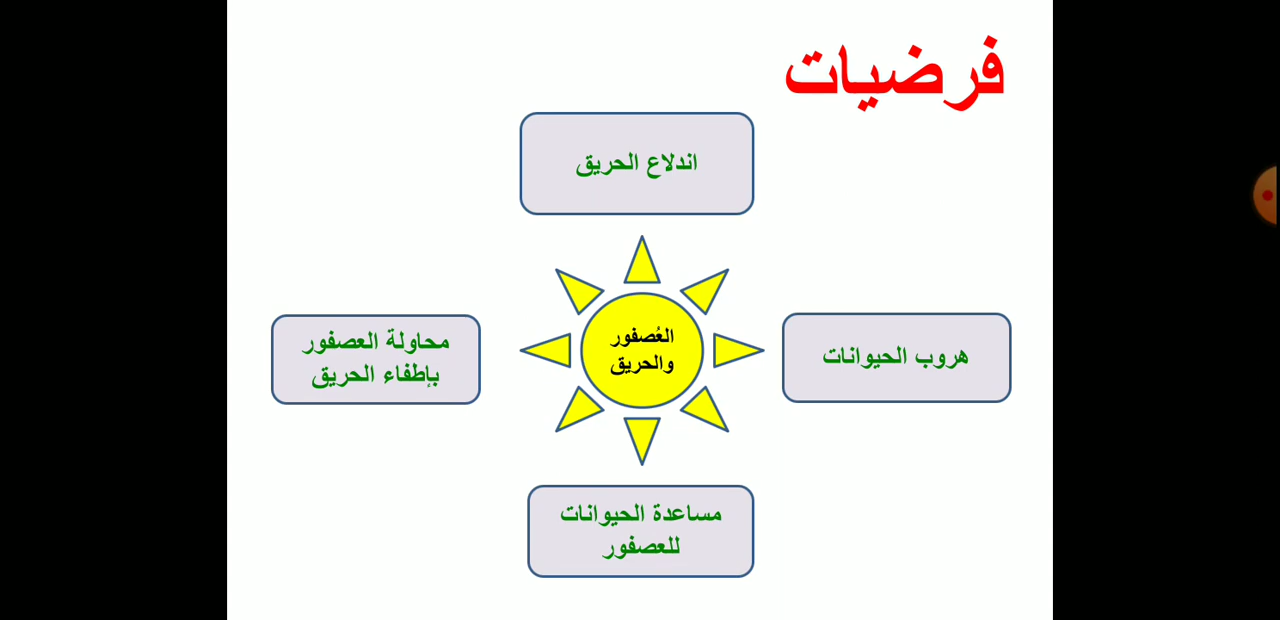 فرضيات
اندلاع الحريق
هروب الحيوانات
العُصفور
والحريق
محاولة العصفور
بإطفاء الحريق
مساعدة الحيوانات
للعصفور